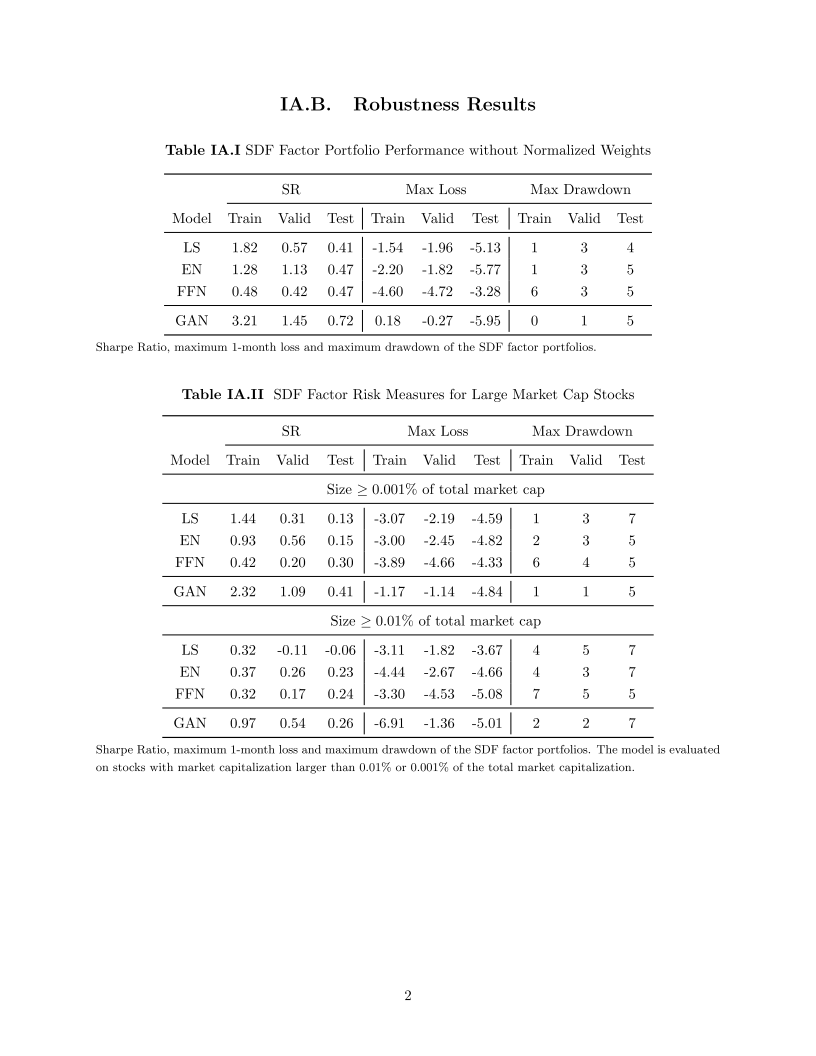 IA.B. Robustness Results
Table IA.I SDF Factor Portfolio Performance without Normalized Weights
SR Max Loss Max Drawdown
Model Train Valid Test Train Valid Test Train Valid Test
LS 1.82 0.57 0.41 -1.54 -1.96 -5.13 1 3 4
EN 1.28 1.13 0.47 -2.20 -1.82 -5.77 1 3 5
FFN 0.48 0.42 0.47 -4.60 -4.72 -3.28 6 3 5
GAN 3.21 1.45 0.72 0.18 -0.27 -5.95 0 1 5
Sharpe Ratio, maximum 1-month loss and maximum drawdown of the SDF factor portfolios.
Table IA.II SDF Factor Risk Measures for Large Market Cap Stocks
SR Max Loss Max Drawdown
Model Train Valid Test Train Valid Test Train Valid Test
Size ≥ 0.001% of total market cap
LS 1.44 0.31 0.13 -3.07 -2.19 -4.59 1 3 7
EN 0.93 0.56 0.15 -3.00 -2.45 -4.82 2 3 5
FFN 0.42 0.20 0.30 -3.89 -4.66 -4.33 6 4 5
GAN 2.32 1.09 0.41 -1.17 -1.14 -4.84 1 1 5
Size ≥ 0.01% of total market cap
LS 0.32 -0.11 -0.06 -3.11 -1.82 -3.67 4 5 7
EN 0.37 0.26 0.23 -4.44 -2.67 -4.66 4 3 7
FFN 0.32 0.17 0.24 -3.30 -4.53 -5.08 7 5 5
GAN 0.97 0.54 0.26 -6.91 -1.36 -5.01 2 2 7
Sharpe Ratio, maximum 1-month loss and maximum drawdown of the SDF factor portfolios. The model is evaluated
on stocks with market capitalization larger than 0.01% or 0.001% of the total market capitalization.
2